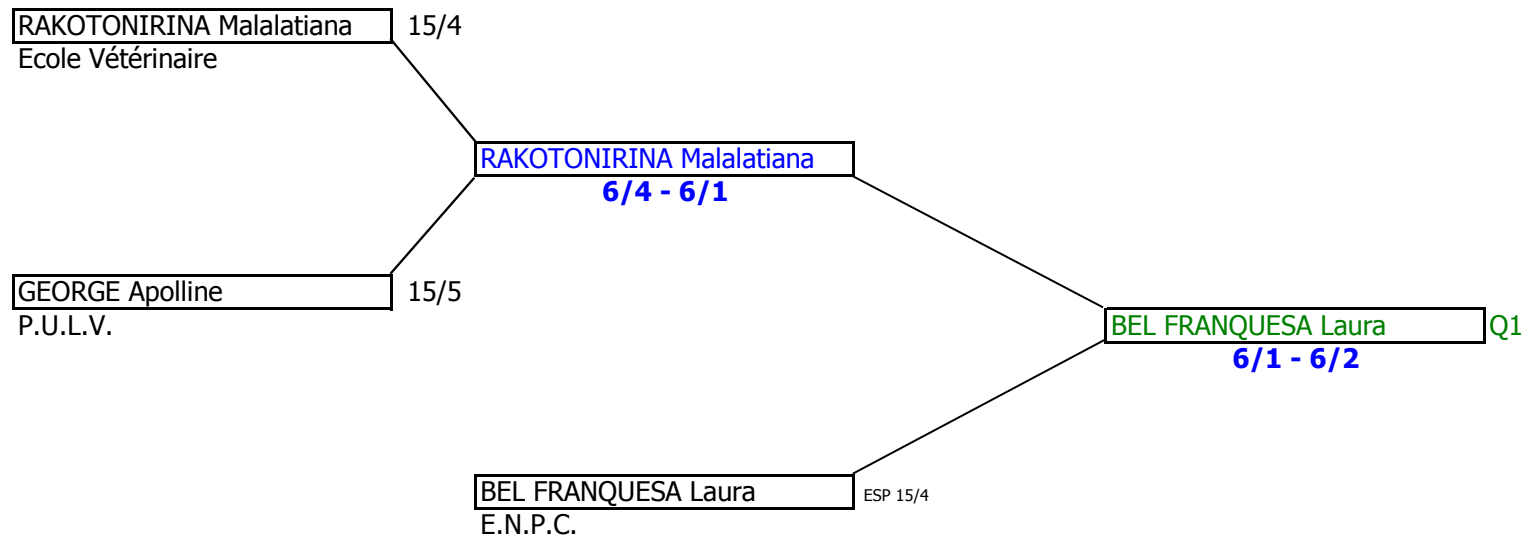 RAKOTONIRINA Malalatiana 15/4
Ecole Vétérinaire
RAKOTONIRINA Malalatiana
6/4 - 6/1
GEORGE Apolline 15/5
P.U.L.V.
BEL FRANQUESA Laura Q1
6/1 - 6/2
BEL FRANQUESA Laura ESP 15/4
E.N.P.C.